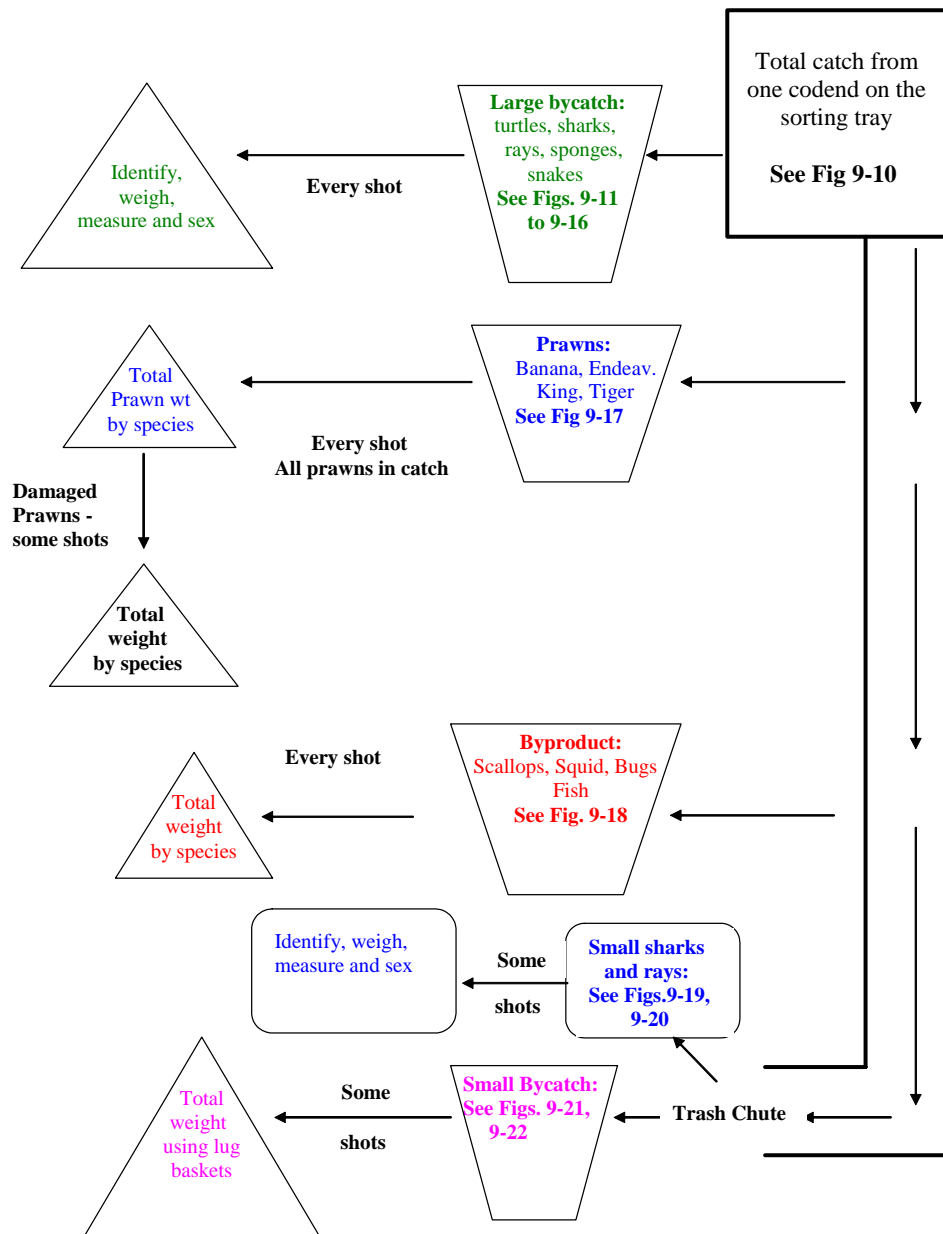 Total catch from
one codend on the
sorting tray
See Fig 9-10
Large bycatch:
turtles, sharks,
rays, sponges,
snakes
See Figs. 9-11
to 9-16
Every shot
Identify,
weigh,
measure and sex
Prawns:
Banana, Endeav.
King, Tiger
See Fig 9-17
Every shot
All prawns in catch
Total
Prawn wt
by species
Damaged
Prawns -
some shots
Total
weight
by species
Byproduct:
Scallops, Squid, Bugs
Fish
See Fig. 9-18
Every shot
Total
weight
by species
Small sharks
and rays:
See Figs.9-19,
9-20
Some
shots
Identify, weigh,
measure and sex
Trash Chute
Small Bycatch:
See Figs. 9-21,
9-22
Some
shots
Total
weight
using lug
baskets